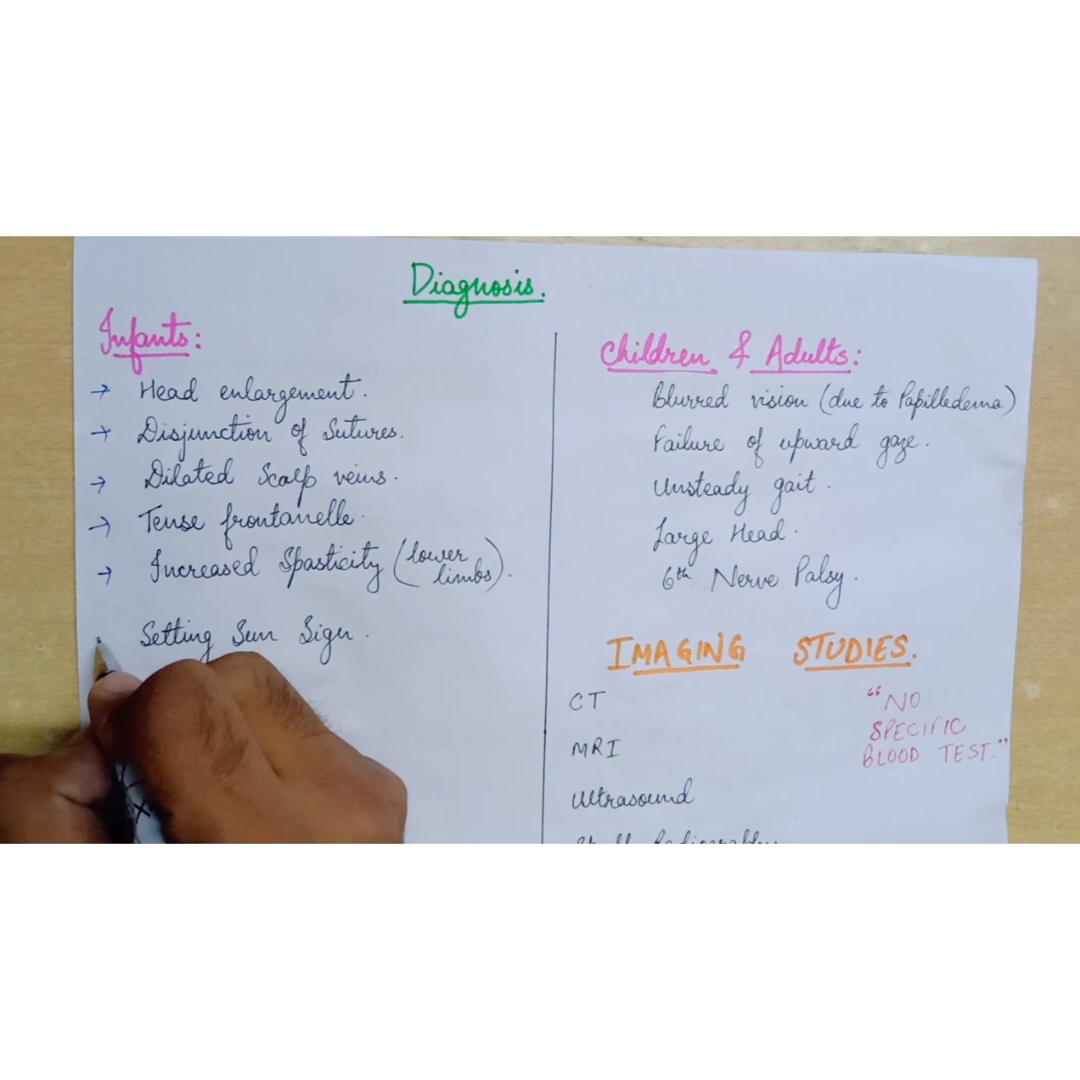 Diagnosis.
Infants:
→ Head enlargement.
→ Disjunction of Sutures.
→ Dilated Scalp veins.
→ Tense frontanelle.
→ Increased Spasticity (lower limbs).
Setting Sun Sign.
Children & Adults:
Blurred vision (due to Papilledema)
Failure of upward gaze.
Unsteady gait.
Large Head.
6th Nerve Palsy.
IMAGING STUDIES.
CT
MRI
Ultrasound
"NO
SPECIFIC
BLOOD TEST."